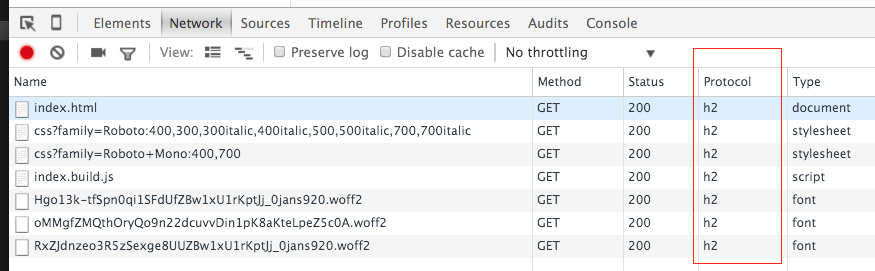 Elements Network Sources Timeline Profiles Resources Audits Console
View: Preserve log Disable cache No throttling ▼
Name Method Status Protocol Type
index.html GET 200 h2 document
css?family=Roboto:400,300,300italic,400italic,500,500italic,700,700italic GET 200 h2 stylesheet
css?family=Roboto+Mono:400,700 GET 200 h2 stylesheet
index.build.js GET 200 h2 script
Hgo13k-tfSpn0qi1SFdUfZBw1xU1rKptJj_0jans920.woff2 GET 200 h2 font
oMMgfZMQthOryQo9n22dcuvvDin1pK8aKteLpeZ5c0A.woff2 GET 200 h2 font
RxZJdnzeo3R5zSexge8UUZBw1xU1rKptJj_0jans920.woff2 GET 200 h2 font